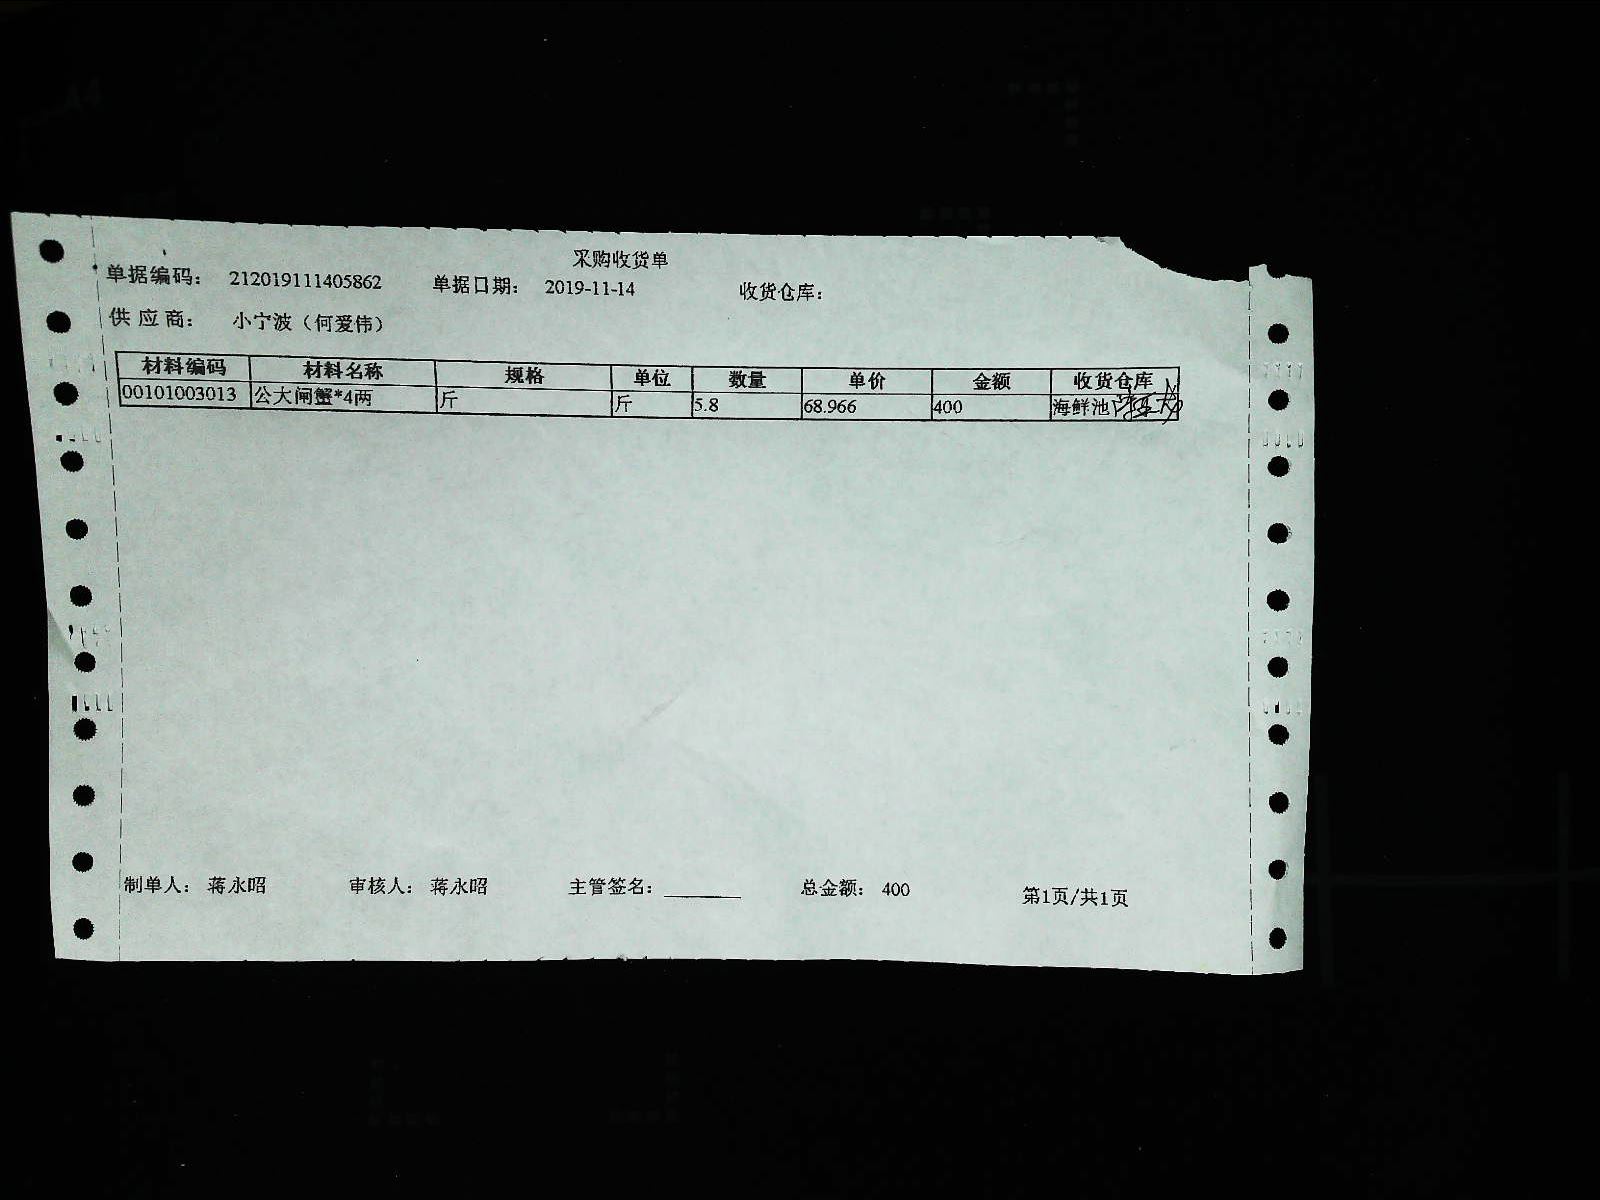 采购收货单
单据编码: 212019111405862 单据日期: 2019-11-14 收货仓库:
供应商: 小宁波（何爱伟）
材料编码 材料名称 规格 单位 数量 单价 金额 收货仓库
00101003013 公大闸蟹*4两 斤 斤 5.8 68.966 400 海鲜池
制单人: 蒋永昭 审核人: 蒋永昭 主管签名: 总金额: 400 第1页/共1页